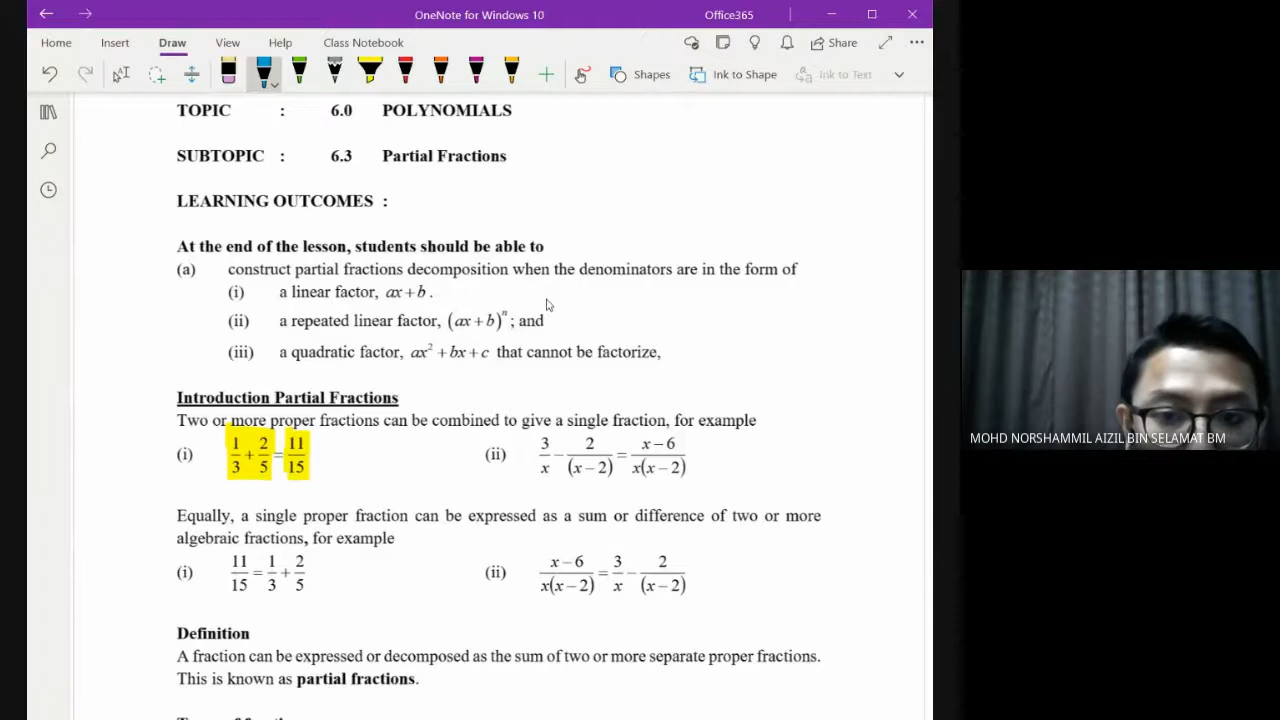 OneNote for Windows 10
Office365
Home Insert Draw View Help Class Notebook Share
Shapes Ink to Shape Ink to Text
TOPIC : 6.0 POLYNOMIALS
SUBTOPIC : 6.3 Partial Fractions
LEARNING OUTCOMES :
At the end of the lesson, students should be able to
(a) construct partial fractions decomposition when the denominators are in the form of
(i) a linear factor, ax + b .
(ii) a repeated linear factor, (ax + b)^n ; and
(iii) a quadratic factor, ax² + bx + c that cannot be factorize,
Introduction Partial Fractions
Two or more proper fractions can be combined to give a single fraction, for example
(i) 1/3 + 2/5 = 11/15 (ii) 3/x − 2/(x − 2) = x − 6/x(x − 2)
Equally, a single proper fraction can be expressed as a sum or difference of two or more
algebraic fractions, for example
(i) 11/15 = 1/3 + 2/5 (ii) x − 6/x(x − 2) = 3/x − 2/(x − 2)
Definition
A fraction can be expressed or decomposed as the sum of two or more separate proper fractions.
This is known as partial fractions.
MOHD NORSHAMMIL AIZIL BIN SELAMAT BM